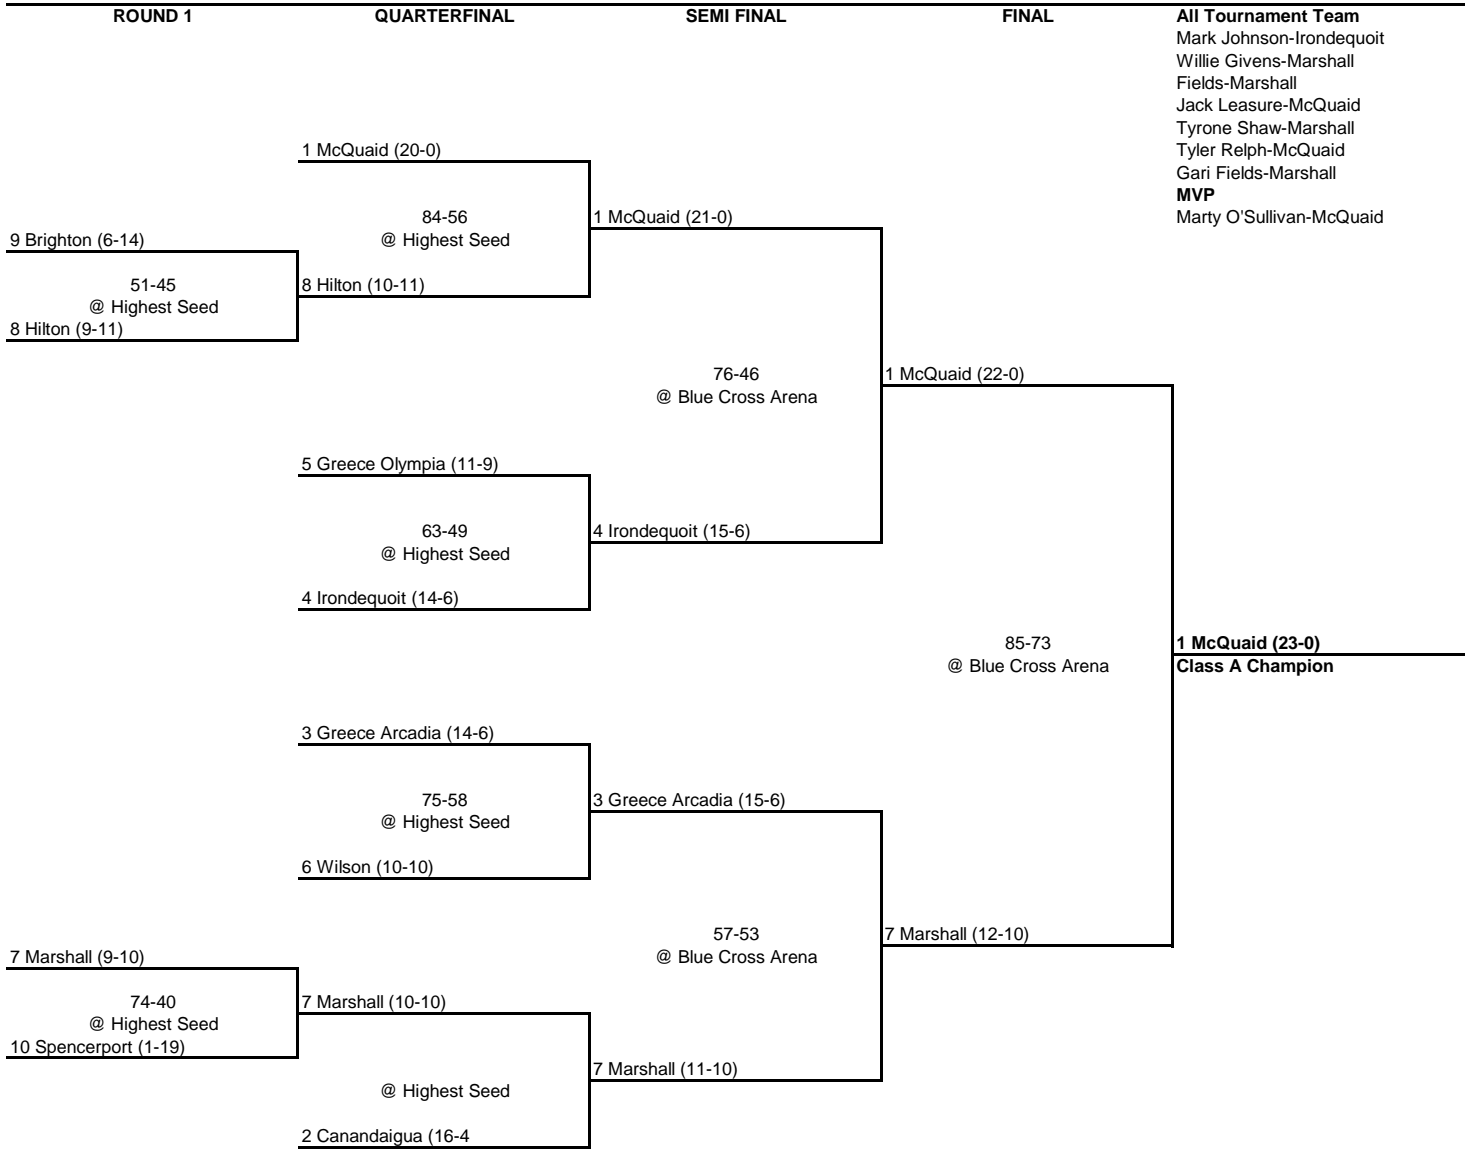 ROUND 1 QUARTERFINAL SEMI FINAL FINAL All Tournament Team
Mark Johnson-Irondequoit
Willie Givens-Marshall
Fields-Marshall
Jack Leasure-McQuaid
Tyrone Shaw-Marshall
1 McQuaid (20-0) Tyler Relph-McQuaid
Gari Fields-Marshall
MVP
84-56 1 McQuaid (21-0) Marty O'Sullivan-McQuaid
9 Brighton (6-14) @ Highest Seed
51-45 8 Hilton (10-11)
@ Highest Seed
8 Hilton (9-11)
76-46 1 McQuaid (22-0)
@ Blue Cross Arena
5 Greece Olympia (11-9)
63-49 4 Irondequoit (15-6)
@ Highest Seed
4 Irondequoit (14-6)
85-73 1 McQuaid (23-0)
@ Blue Cross Arena Class A Champion
3 Greece Arcadia (14-6)
75-58 3 Greece Arcadia (15-6)
@ Highest Seed
6 Wilson (10-10)
57-53 7 Marshall (12-10)
7 Marshall (9-10) @ Blue Cross Arena
74-40 7 Marshall (10-10)
@ Highest Seed
10 Spencerport (1-19)
7 Marshall (11-10)
@ Highest Seed
2 Canandaigua (16-4